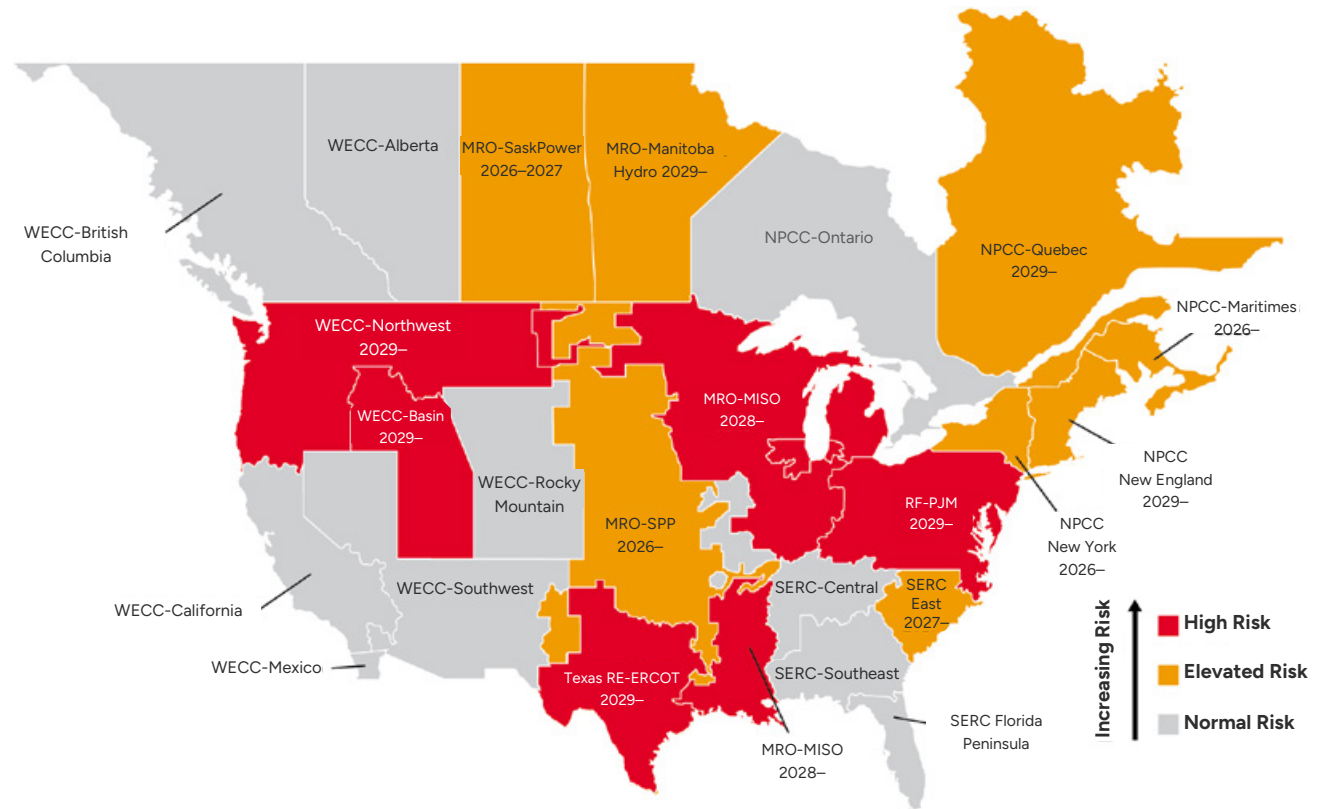 WECC-Alberta
MRO-SaskPower
2026–2027
MRO-Manitoba
Hydro 2029–
WECC-British
Columbia
NPCC-Ontario
NPCC-Quebec
2029–
NPCC-Maritimes
2026–
WECC-Northwest
2029–
WECC-Basin
2029–
MRO-MISO
2028–
WECC-Rocky
Mountain
MRO-SPP
2026–
RF-PJM
2029–
NPCC
New England
2029–
NPCC
New York
2026–
WECC-California
WECC-Southwest
SERC-Central
SERC
East
2027–
WECC-Mexico
Texas RE-ERCOT
2029–
SERC-Southeast
MRO-MISO
2028–
SERC Florida
Peninsula
Increasing Risk
High Risk
Elevated Risk
Normal Risk